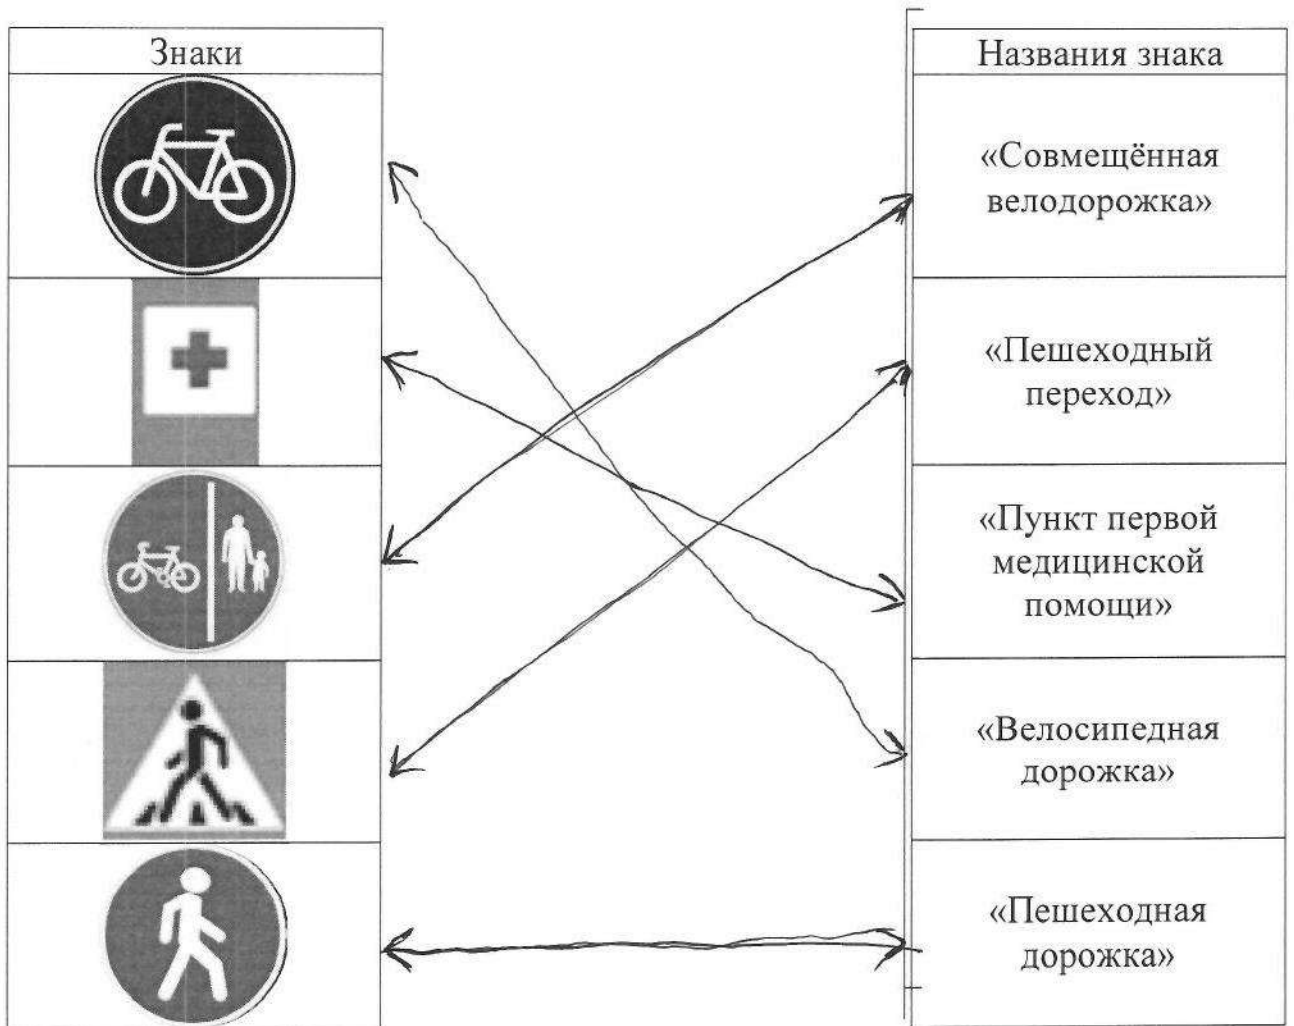 Знаки
Названия знака
«Совмещённая
велодорожка»
«Пешеходный
переход»
«Пункт первой
медицинской
помощи»
«Велосипедная
дорожка»
«Пешеходная
дорожка»